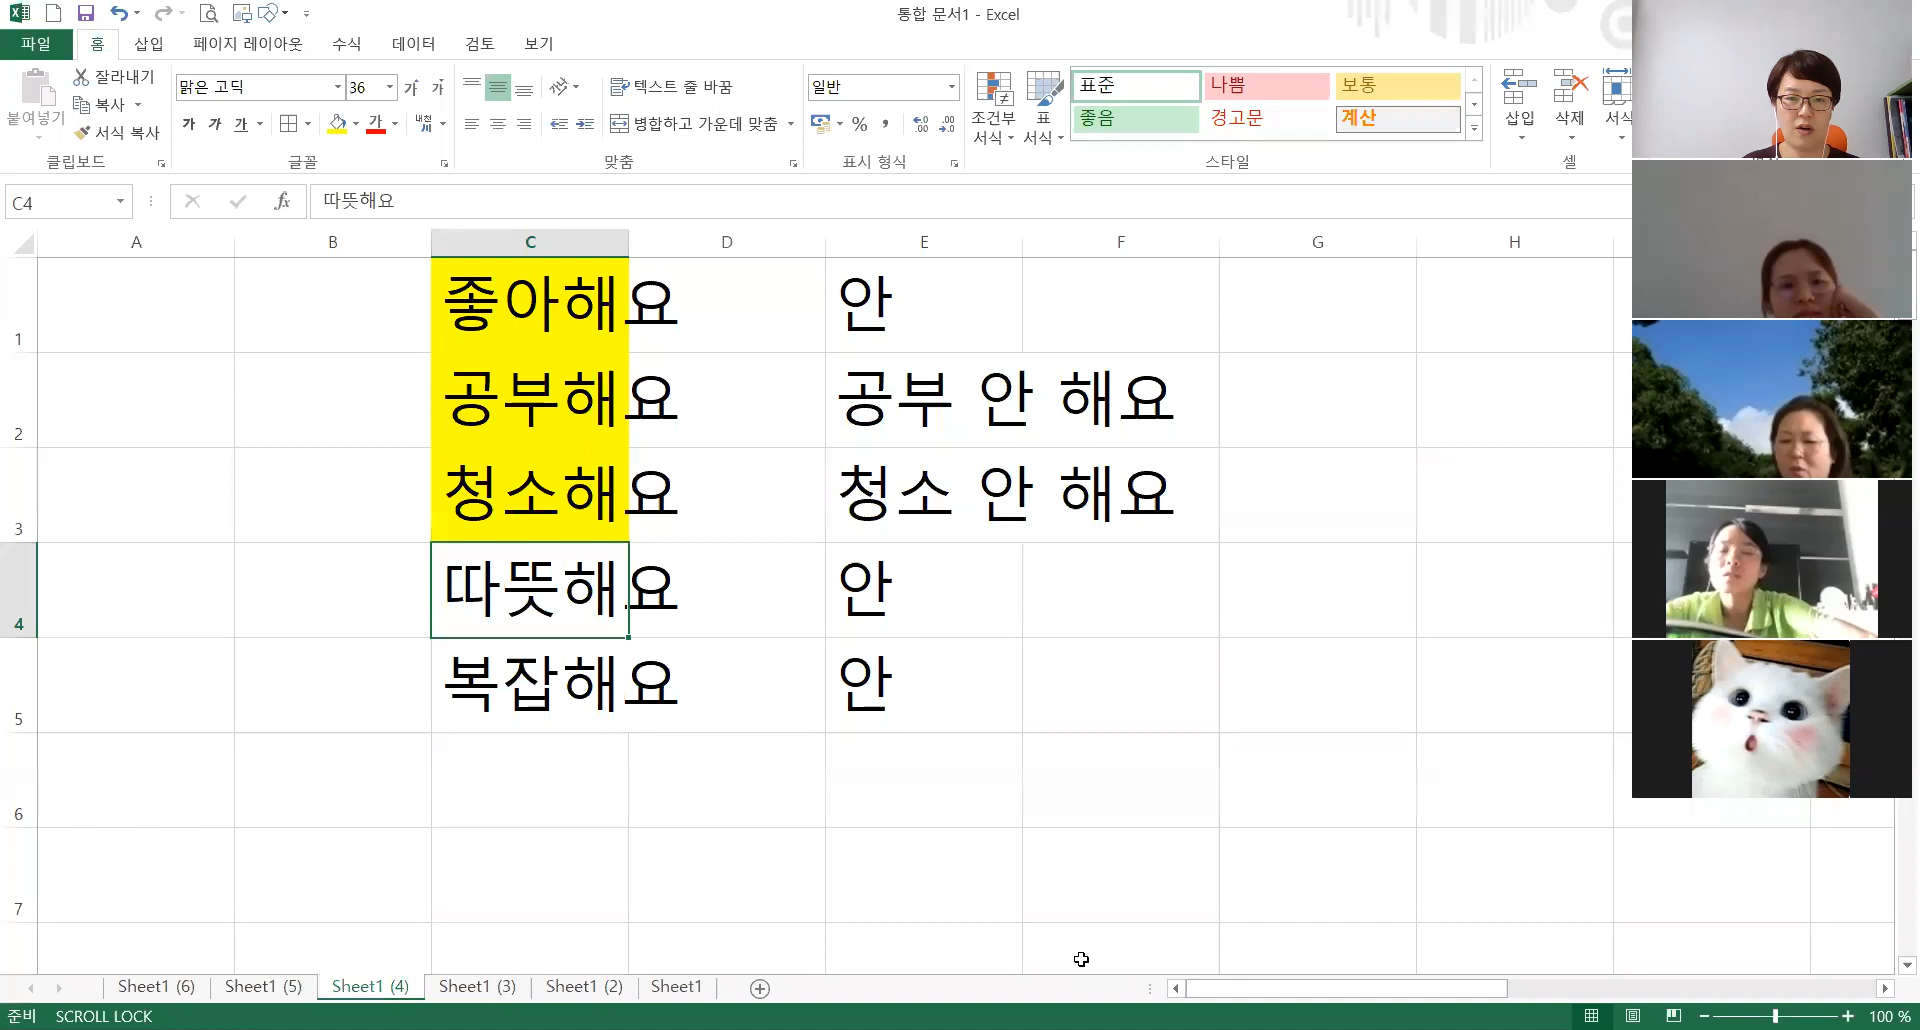 통합 문서1 - Excel
파일 홈 삽입 페이지 레이아웃 수식 데이터 검토 보기
붙여넣기 잘라내기 복사 서식 복사
클립보드
맑은 고딕 36 가 가
가 가 가 가 내천
글꼴
텍스트 줄 바꿈
병합하고 가운데 맞춤
맞춤
일반
% , .00 .0
표시 형식
조건부 서식 표 서식
표준 나쁨 보통
좋음 경고문 계산
스타일
삽입 삭제 서식
셀
C4 fx 따뜻해요
A B C D E F G H
1 좋아해요 안
2 공부해요 공부 안 해요
3 청소해요 청소 안 해요
4 따뜻해요 안
5 복잡해요 안
6
7
Sheet1 (6) Sheet1 (5) Sheet1 (4) Sheet1 (3) Sheet1 (2) Sheet1
준비 SCROLL LOCK 100 %